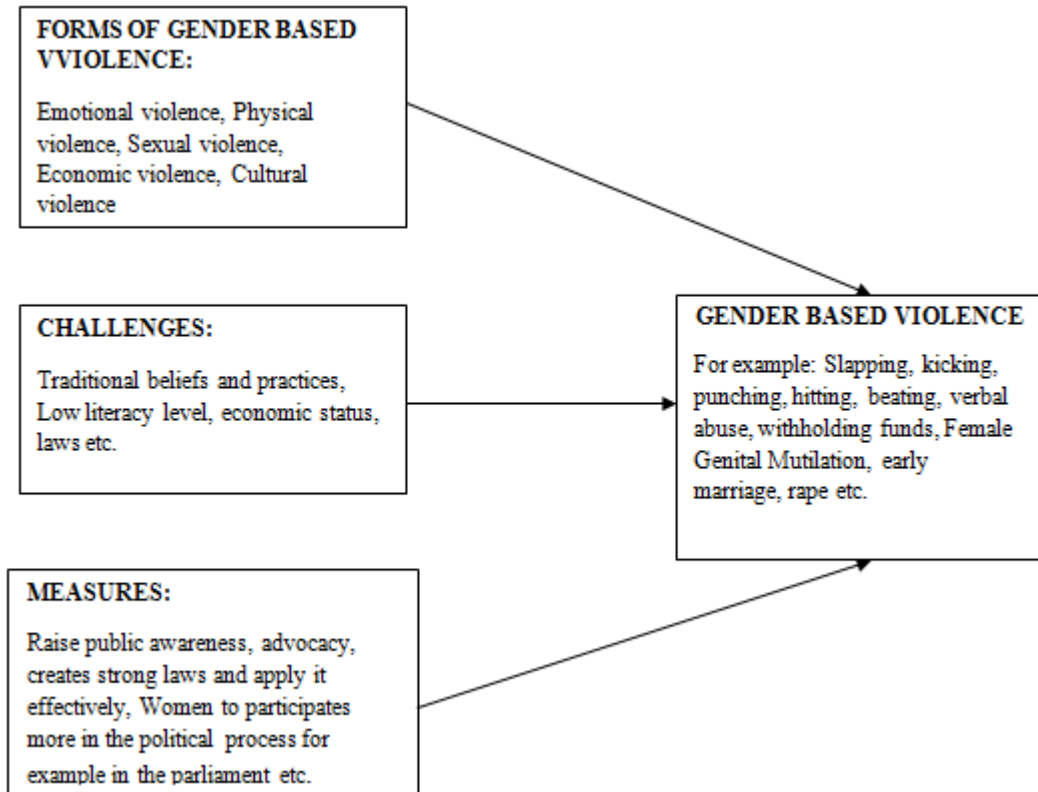 FORMS OF GENDER BASED
VVIOLENCE:
Emotional violence, Physical
violence, Sexual violence,
Economic violence, Cultural
violence
CHALLENGES:
Traditional beliefs and practices,
Low literacy level, economic status,
laws etc.
MEASURES:
Raise public awareness, advocacy,
creates strong laws and apply it
effectively, Women to participates
more in the political process for
example in the parliament etc.
GENDER BASED VIOLENCE
For example: Slapping, kicking,
punching, hitting, beating, verbal
abuse, withholding funds, Female
Genital Mutilation, early
marriage, rape etc.